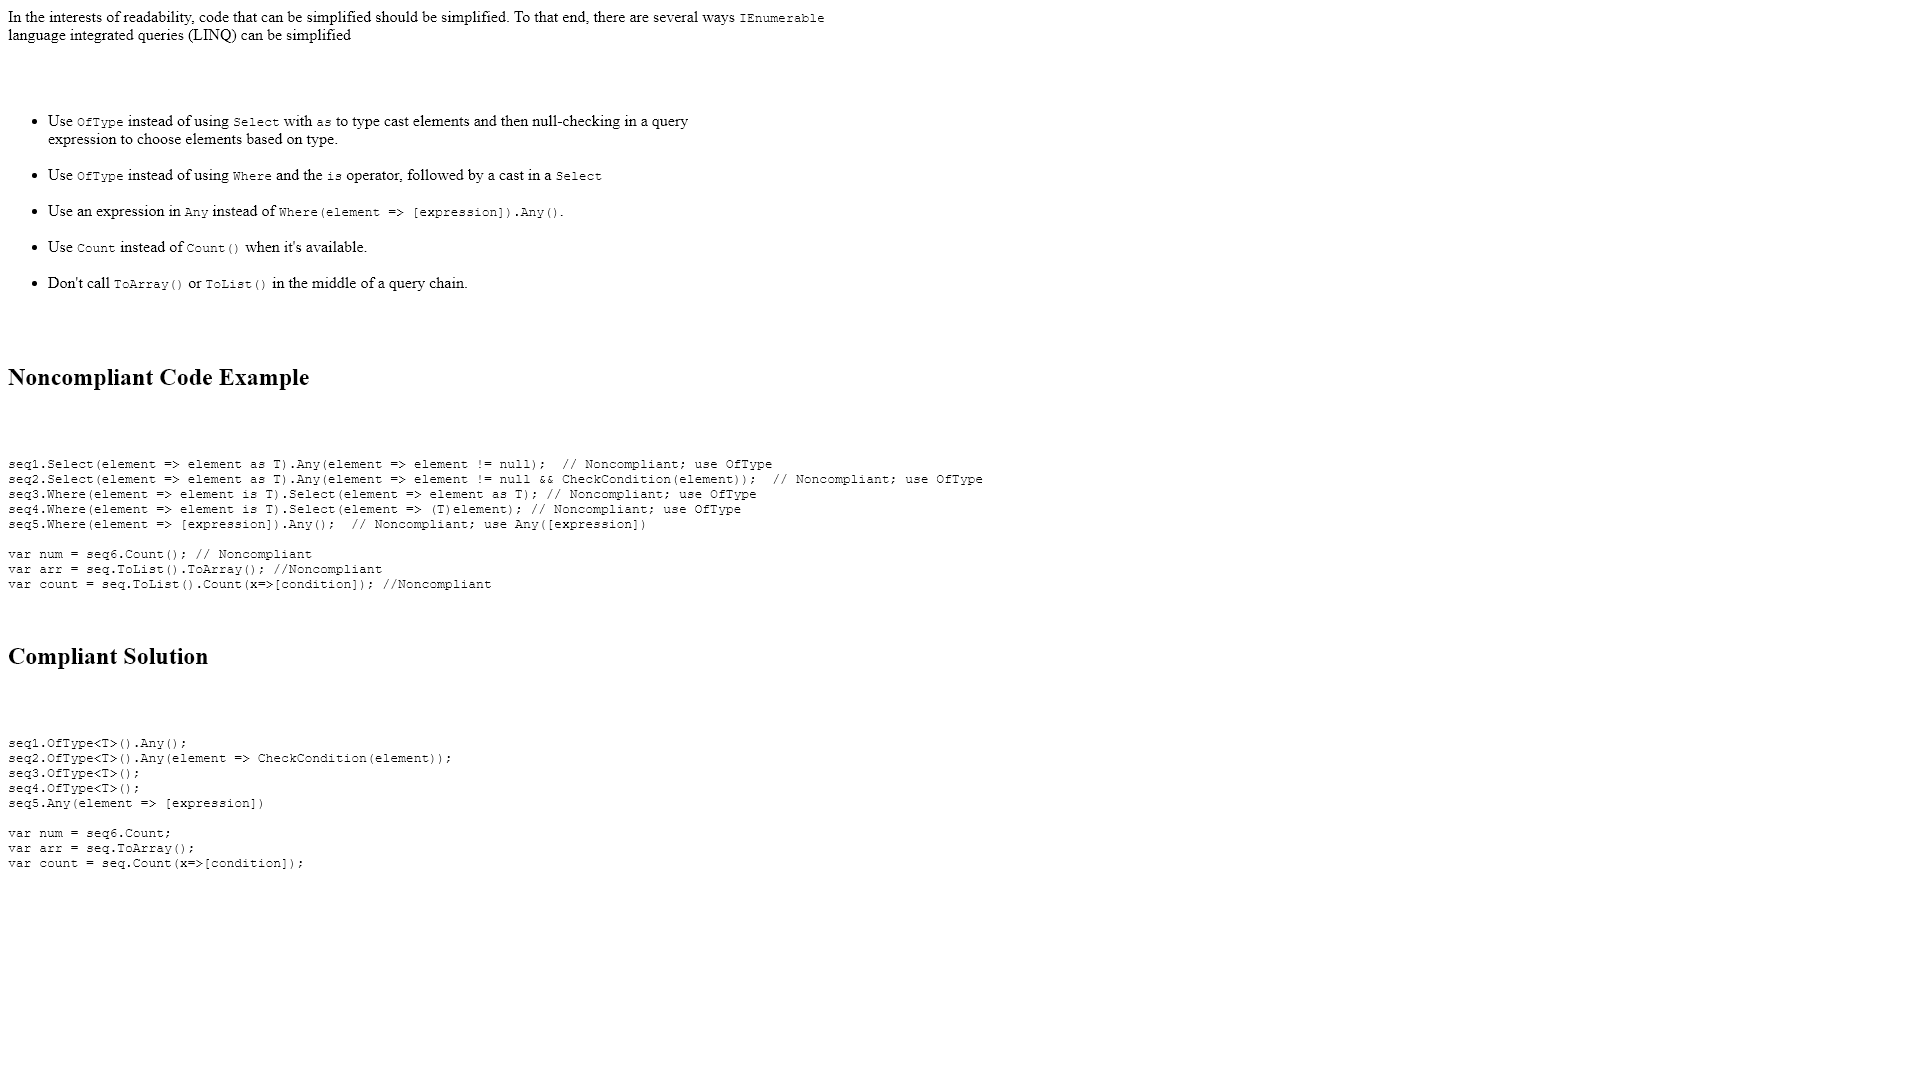 In the interests of readability, code that can be simplified should be simplified. To that end, there are several ways IEnumerable
language integrated queries (LINQ) can be simplified
• Use OfType instead of using Select with as to type cast elements and then null-checking in a query
expression to choose elements based on type.
• Use OfType instead of using Where and the is operator, followed by a cast in a Select
• Use an expression in Any instead of Where(element => [expression]).Any().
• Use Count instead of Count() when it's available.
• Don't call ToArray() or ToList() in the middle of a query chain.
Noncompliant Code Example
seq1.Select(element => element as T).Any(element => element != null);  // Noncompliant; use OfType
seq2.Select(element => element as T).Any(element => element != null && CheckCondition(element));  // Noncompliant; use OfType
seq3.Where(element => element is T).Select(element => element as T); // Noncompliant; use OfType
seq4.Where(element => element is T).Select(element => (T)element); // Noncompliant; use OfType
seq5.Where(element => [expression]).Any();  // Noncompliant; use Any([expression])
var num = seq6.Count(); // Noncompliant
var arr = seq.ToList().ToArray(); //Noncompliant
var count = seq.ToList().Count(x=>[condition]); //Noncompliant
Compliant Solution
seq1.OfType<T>().Any();
seq2.OfType<T>().Any(element => CheckCondition(element));
seq3.OfType<T>();
seq4.OfType<T>();
seq5.Any(element => [expression])
var num = seq6.Count;
var arr = seq.ToArray();
var count = seq.Count(x=>[condition]);